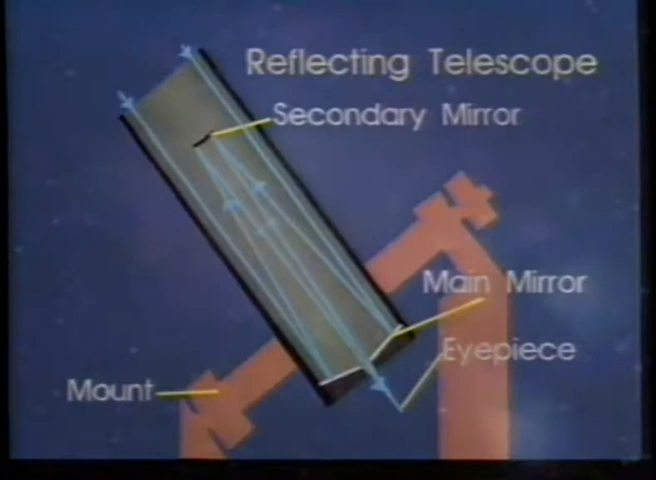 Reflecting Telescope
Secondary Mirror
Main Mirror
Eyepiece
Mount